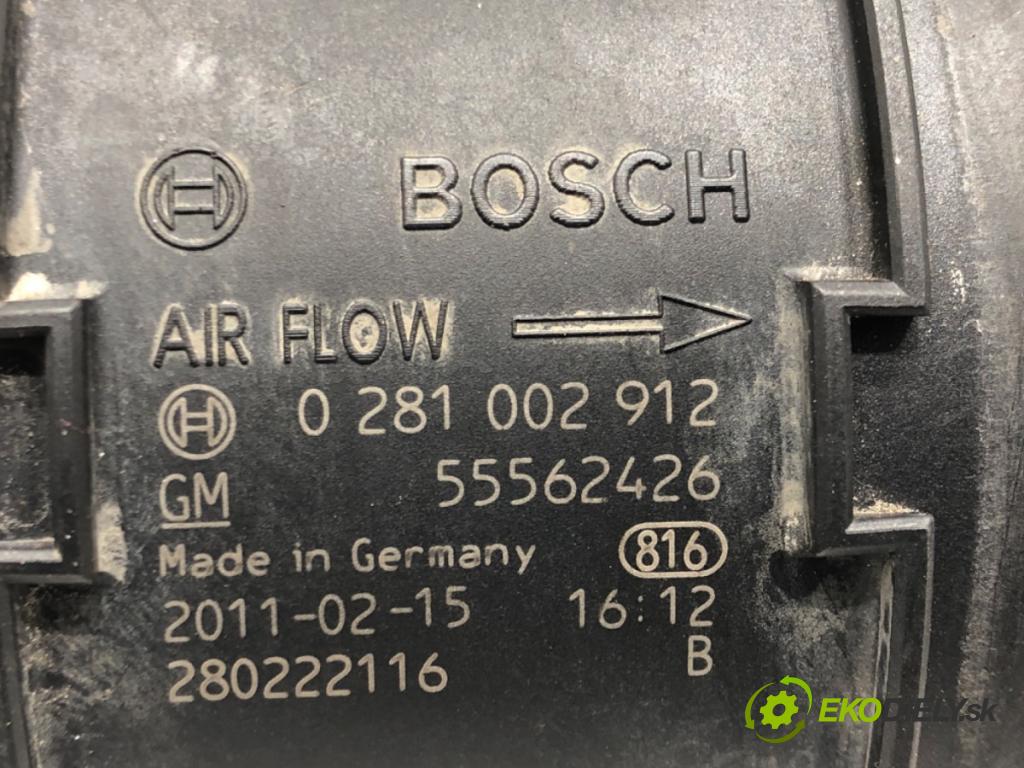 BOSCH
AIR FLOW
0 281 002 912
GM 55562426
Made in Germany 816
2011-02-15 16:12
280222116 B
EKODIELY.sk